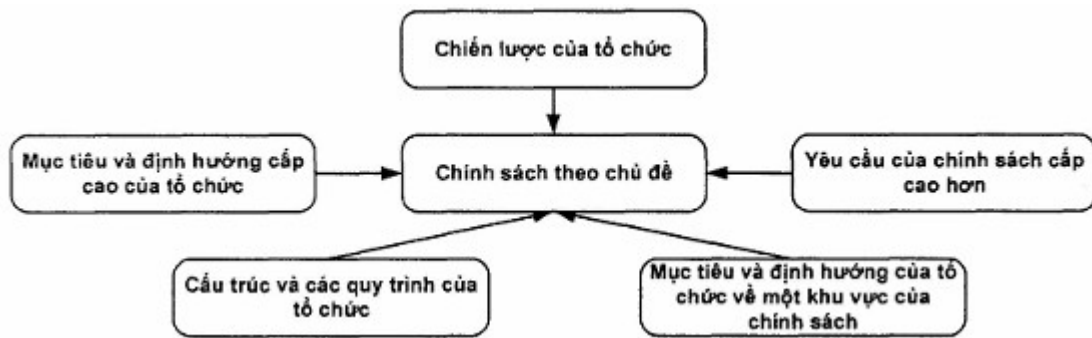 Chiến lược của tổ chức
Mục tiêu và định hướng cấp
cao của tổ chức
Chính sách theo chủ đề
Yêu cầu của chính sách cấp
cao hơn
Cấu trúc và các quy trình của
tổ chức
Mục tiêu và định hướng của tổ
chức về một khu vực của
chính sách